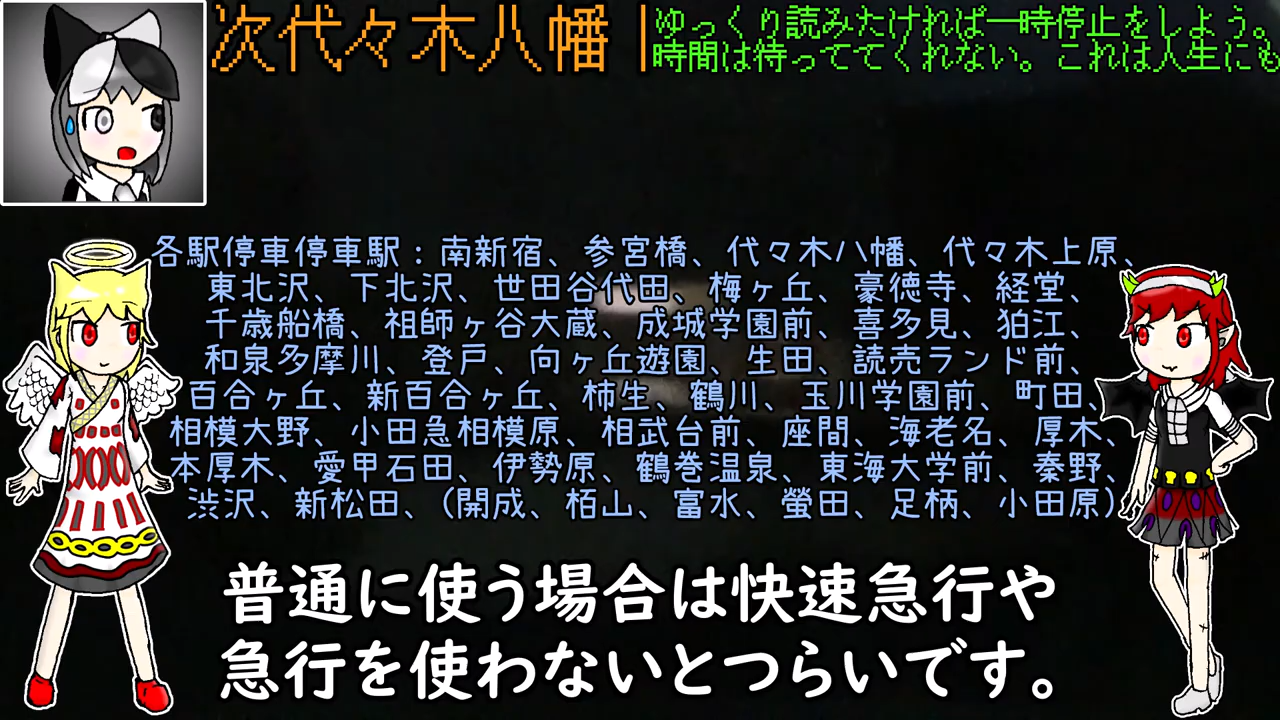 次代々木八幡｜
ゆっくり読みたければ一時停止をしよう。
時間は待っててくれない。これは人生にも
各駅停車停車駅：南新宿、参宮橋、代々木八幡、代々木上原、
東北沢、下北沢、世田谷代田、梅ヶ丘、豪徳寺、経堂、
千歳船橋、祖師ヶ谷大蔵、成城学園前、喜多見、狛江、
和泉多摩川、登戸、向ヶ丘遊園、生田、読売ランド前、
百合ヶ丘、新百合ヶ丘、柿生、鶴川、玉川学園前、町田、
相模大野、小田急相模原、相武台前、座間、海老名、厚木、
本厚木、愛甲石田、伊勢原、鶴巻温泉、東海大学前、秦野、
渋沢、新松田、（開成、栢山、富水、螢田、足柄、小田原）
普通に使う場合は快速急行や
急行を使わないとつらいです。